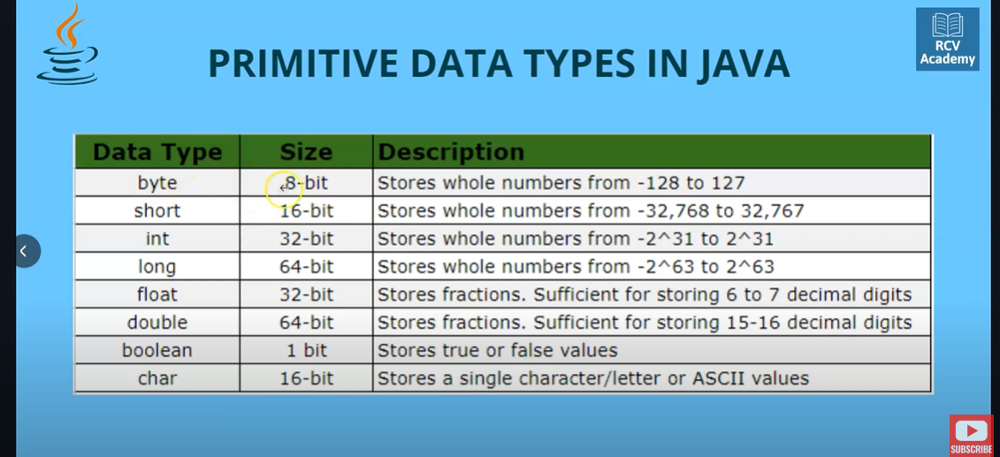 RCV
Academy
PRIMITIVE DATA TYPES IN JAVA
Data Type Size Description
byte 8-bit Stores whole numbers from -128 to 127
short 16-bit Stores whole numbers from -32,768 to 32,767
int 32-bit Stores whole numbers from -2^31 to 2^31
long 64-bit Stores whole numbers from -2^63 to 2^63
float 32-bit Stores fractions. Sufficient for storing 6 to 7 decimal digits
double 64-bit Stores fractions. Sufficient for storing 15-16 decimal digits
boolean 1 bit Stores true or false values
char 16-bit Stores a single character/letter or ASCII values
SUBSCRIBE